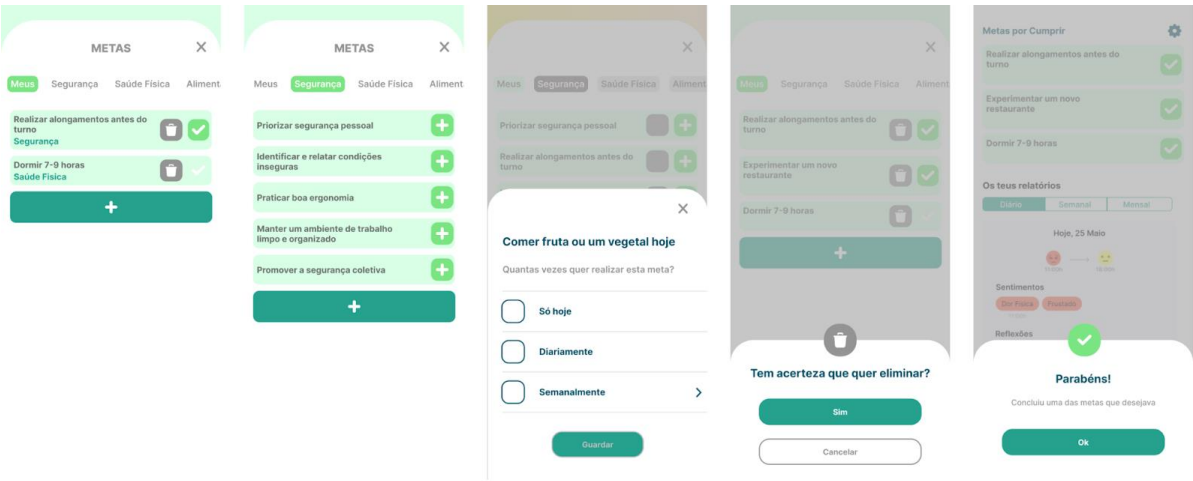 METAS
Meus Segurança Saúde Física Aliment
Realizar alongamentos antes do
turno
Segurança
Dormir 7-9 horas
Saúde Fisica
METAS
Meus Segurança Saúde Física Aliment
Priorizar segurança pessoal
Identificar e relatar condições
inseguras
Praticar boa ergonomia
Manter um ambiente de trabalho
limpo e organizado
Promover a segurança coletiva
Meus Segurança Saúde Física Aliment
Priorizar segurança pessoal
Realizar alongamentos antes do
turno
Comer fruta ou um vegetal hoje
Quantas vezes quer realizar esta meta?
Só hoje
Diariamente
Semanalmente
Guardar
Meus Segurança Saúde Física Aliment
Realizar alongamentos antes do
turno
Experimentar um novo
restaurante
Dormir 7-9 horas
Tem acerteza que quer eliminar?
Sim
Cancelar
Metas por Cumprir
Realizar alongamentos antes do
turno
Experimentar um novo
restaurante
Dormir 7-9 horas
Os teus relatórios
Diário Semanal Mensal
Hoje, 25 Maio
Sentimentos
Dor Física Frustrado
Reflexões
Parabéns!
Concluiu uma das metas que desejava
Ok